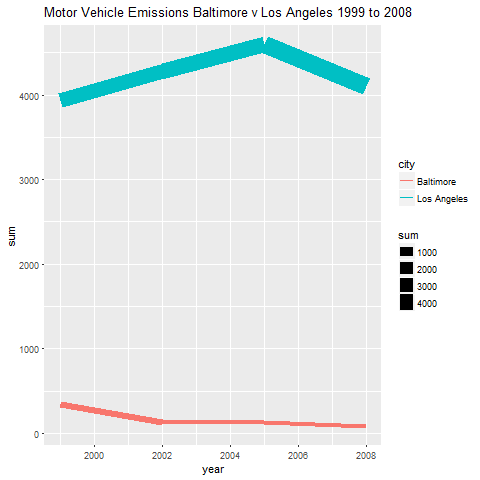 Motor Vehicle Emissions Baltimore v Los Angeles 1999 to 2008
4000
3000
2000
1000
0
sum
2000
2002
2004
2006
2008
year
city
Baltimore
Los Angeles
sum
1000
2000
3000
4000